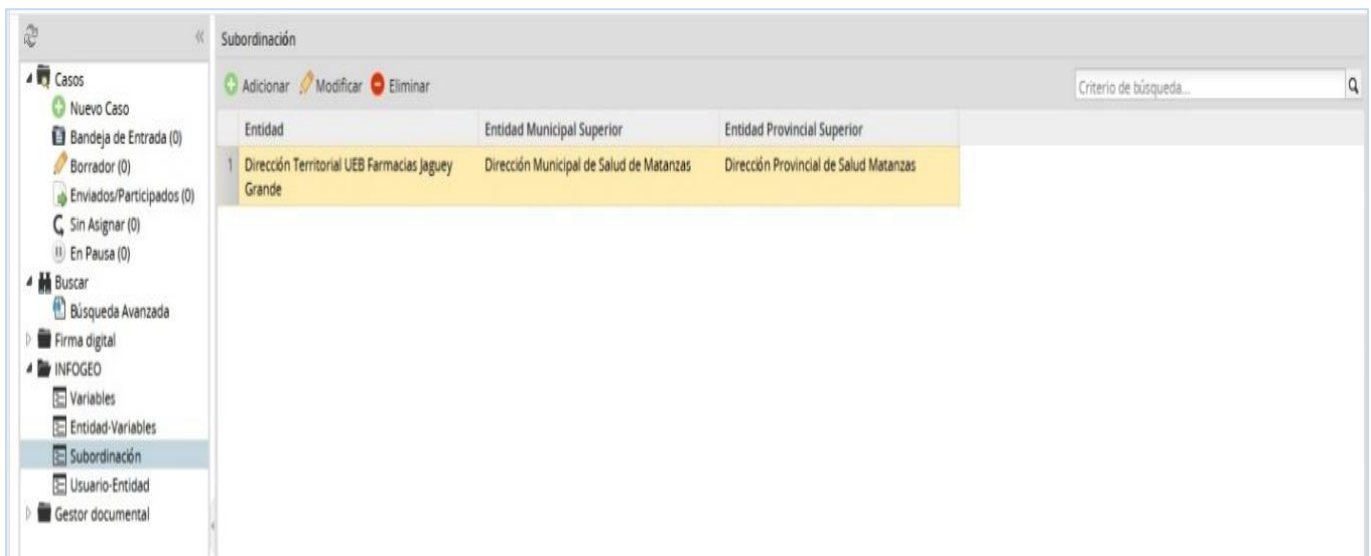 Subordinación
Casos
Nuevo Caso
Bandeja de Entrada (0)
Borrador (0)
Enviados/Participados (0)
Sin Asignar (0)
En Pausa (0)
Buscar
Búsqueda Avanzada
Firma digital
INFOGEO
Variables
Entidad-Variables
Subordinación
Usuario-Entidad
Gestor documental
Adicionar Modificar Eliminar
Criterio de búsqueda...
Entidad Entidad Municipal Superior Entidad Provincial Superior
1 Dirección Territorial UEB Farmacias Jaguey Dirección Municipal de Salud de Matanzas Dirección Provincial de Salud Matanzas
Grande